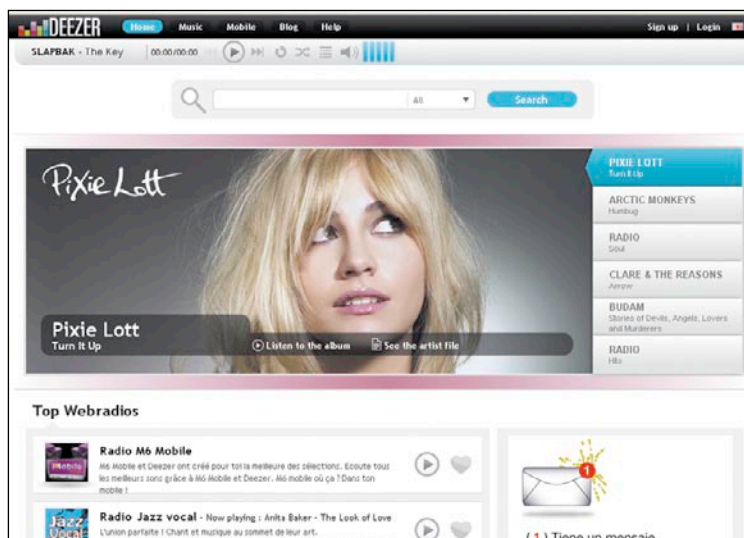 DEEZER Home Music Mobile Blog Help Sign up | Login
SLAPBAK - The Key 00:00/00:00
All Search
Pixie Lott
Pixie Lott
Turn It Up
Listen to the album See the artist file
PIXIE LOTT
Turn It Up
ARCTIC MONKEYS
Humbug
RADIO
Soul
CLARE & THE REASONS
Arrow
BUDAM
Stories of Devils, Angels, Lovers
and Murderers
RADIO
Hits
Top Webradios
Radio M6 Mobile
M6 Mobile et Deezer ont créé pour toi la meilleure des sélections. Ecoute tous
les meilleurs sons grâce à M6 Mobile et Deezer. M6 mobile où ça ? Dans ton
mobile !
Jazz
Vocal
Radio Jazz vocal - Now playing : Anita Baker - The Look of Love
L'union parfaite ! Chant et musique au sommet de leur art.
1
( 1 ) Tiene un mensaje